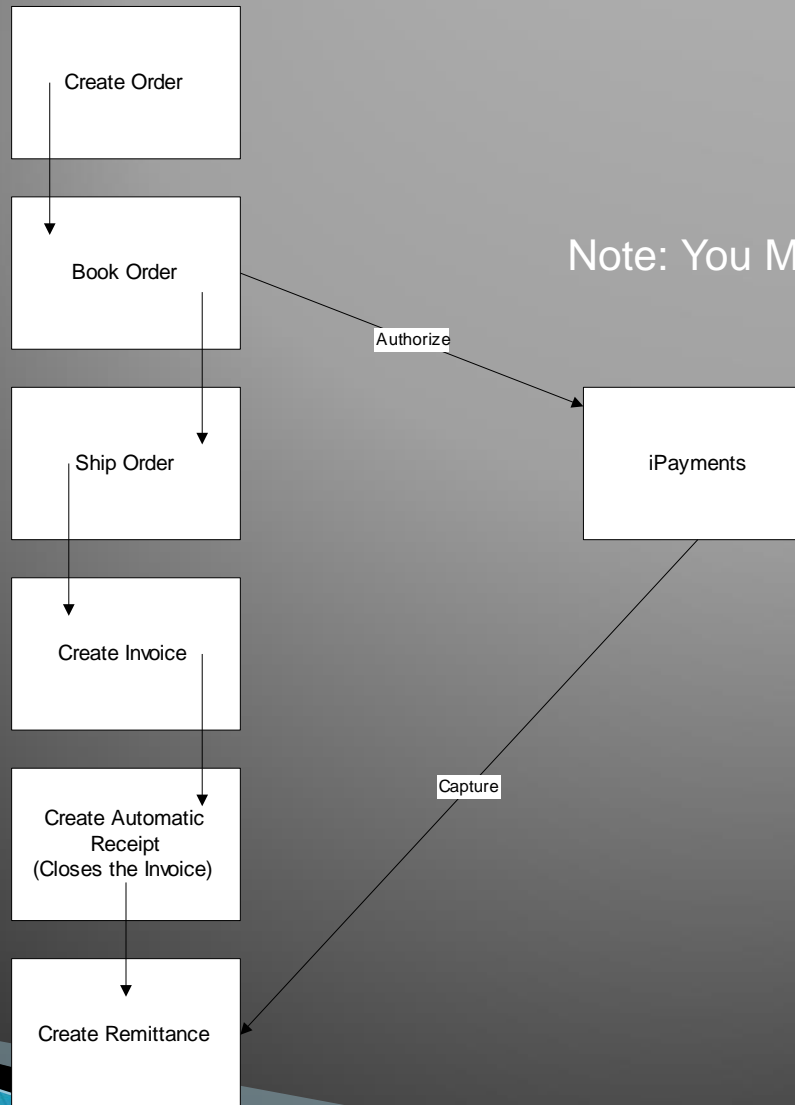 Create Order
Book Order
Note: You M
Authorize
Ship Order
iPayments
Create Invoice
Capture
Create Automatic
Receipt
(Closes the Invoice)
Create Remittance